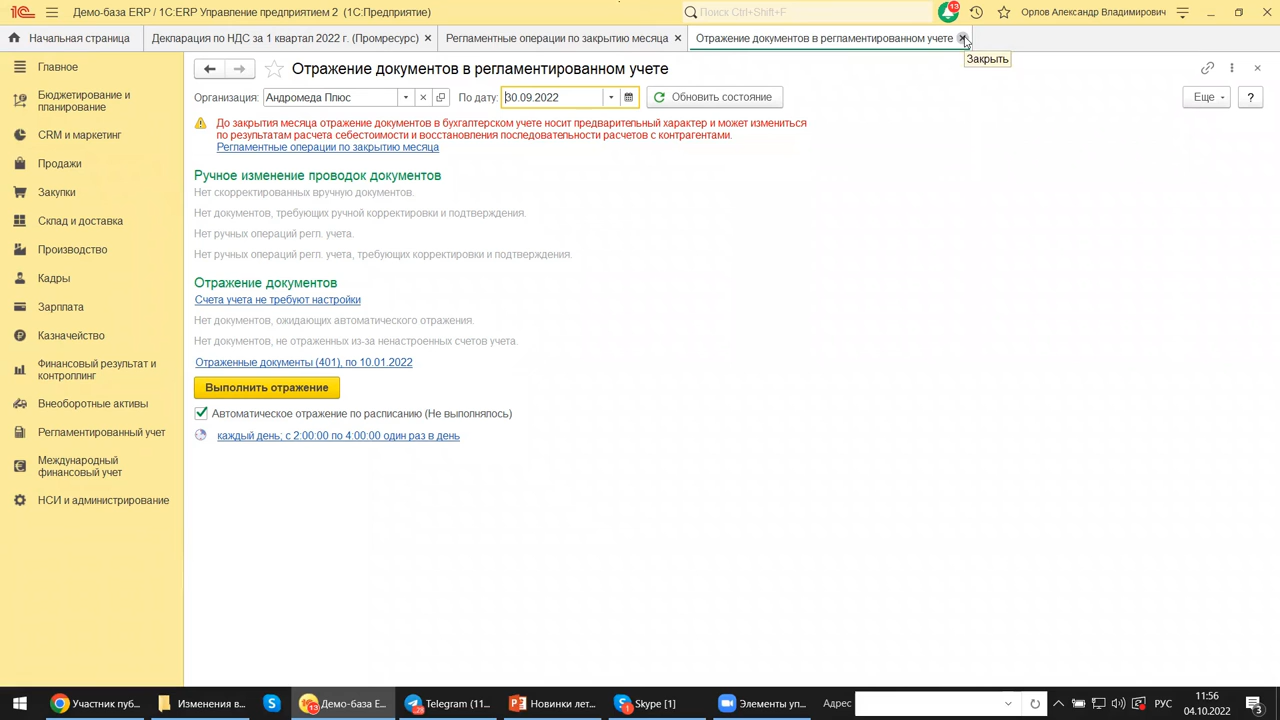 Демо-база ERP / 1С:ERP Управление предприятием 2 (1С:Предприятие)
Поиск Ctrl+Shift+F
13
Орлов Александр Владимирович
Начальная страница
Декларация по НДС за 1 квартал 2022 г. (Промресурс)
Регламентные операции по закрытию месяца
Отражение документов в регламентированном учете
Закрыть
Главное
Бюджетирование и
планирование
CRM и маркетинг
Продажи
Закупки
Склад и доставка
Производство
Кадры
Зарплата
Казначейство
Финансовый результат и
контроллинг
Внеоборотные активы
Регламентированный учет
Международный
финансовый учет
НСИ и администрирование
Отражение документов в регламентированном учете
Организация: Андромеда Плюс По дату: 30.09.2022 Обновить состояние Еще ?
До закрытия месяца отражение документов в бухгалтерском учете носит предварительный характер и может измениться
по результатам расчета себестоимости и восстановления последовательности расчетов с контрагентами.
Регламентные операции по закрытию месяца
Ручное изменение проводок документов
Нет скорректированных вручную документов.
Нет документов, требующих ручной корректировки и подтверждения.
Нет ручных операций регл. учета.
Нет ручных операций регл. учета, требующих корректировки и подтверждения.
Отражение документов
Счета учета не требуют настройки
Нет документов, ожидающих автоматического отражения.
Нет документов, не отраженных из-за ненастроенных счетов учета.
Отраженные документы (401), по 10.01.2022
Выполнить отражение
Автоматическое отражение по расписанию (Не выполнялось)
каждый день; с 2:00:00 по 4:00:00 один раз в день
Участник пуб...
Изменения в...
Демо-база E...
Telegram (11...
Новинки лет...
Skype [1]
Элементы уп...
Адрес
РУС
11:56
04.10.2022